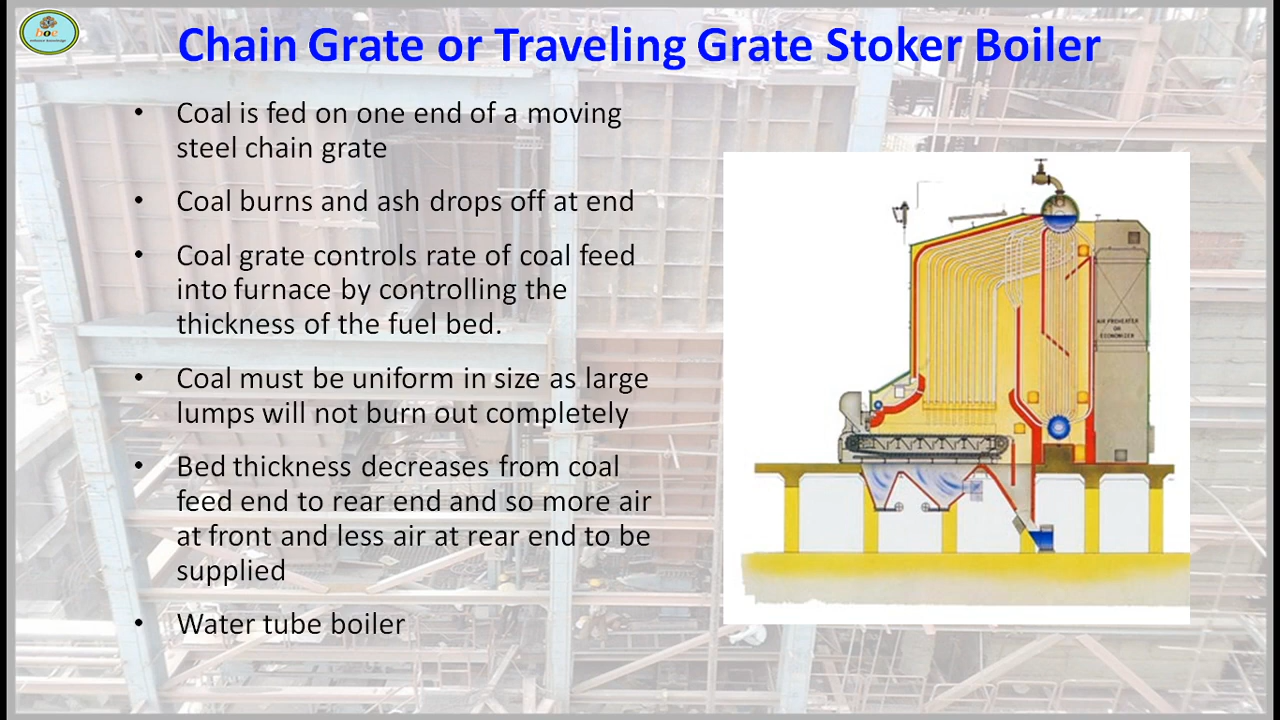 Chain Grate or Traveling Grate Stoker Boiler
• Coal is fed on one end of a moving
steel chain grate
• Coal burns and ash drops off at end
• Coal grate controls rate of coal feed
into furnace by controlling the
thickness of the fuel bed.
• Coal must be uniform in size as large
lumps will not burn out completely
• Bed thickness decreases from coal
feed end to rear end and so more air
at front and less air at rear end to be
supplied
• Water tube boiler
AIR PREHEATER
OR
ECONOMIZER